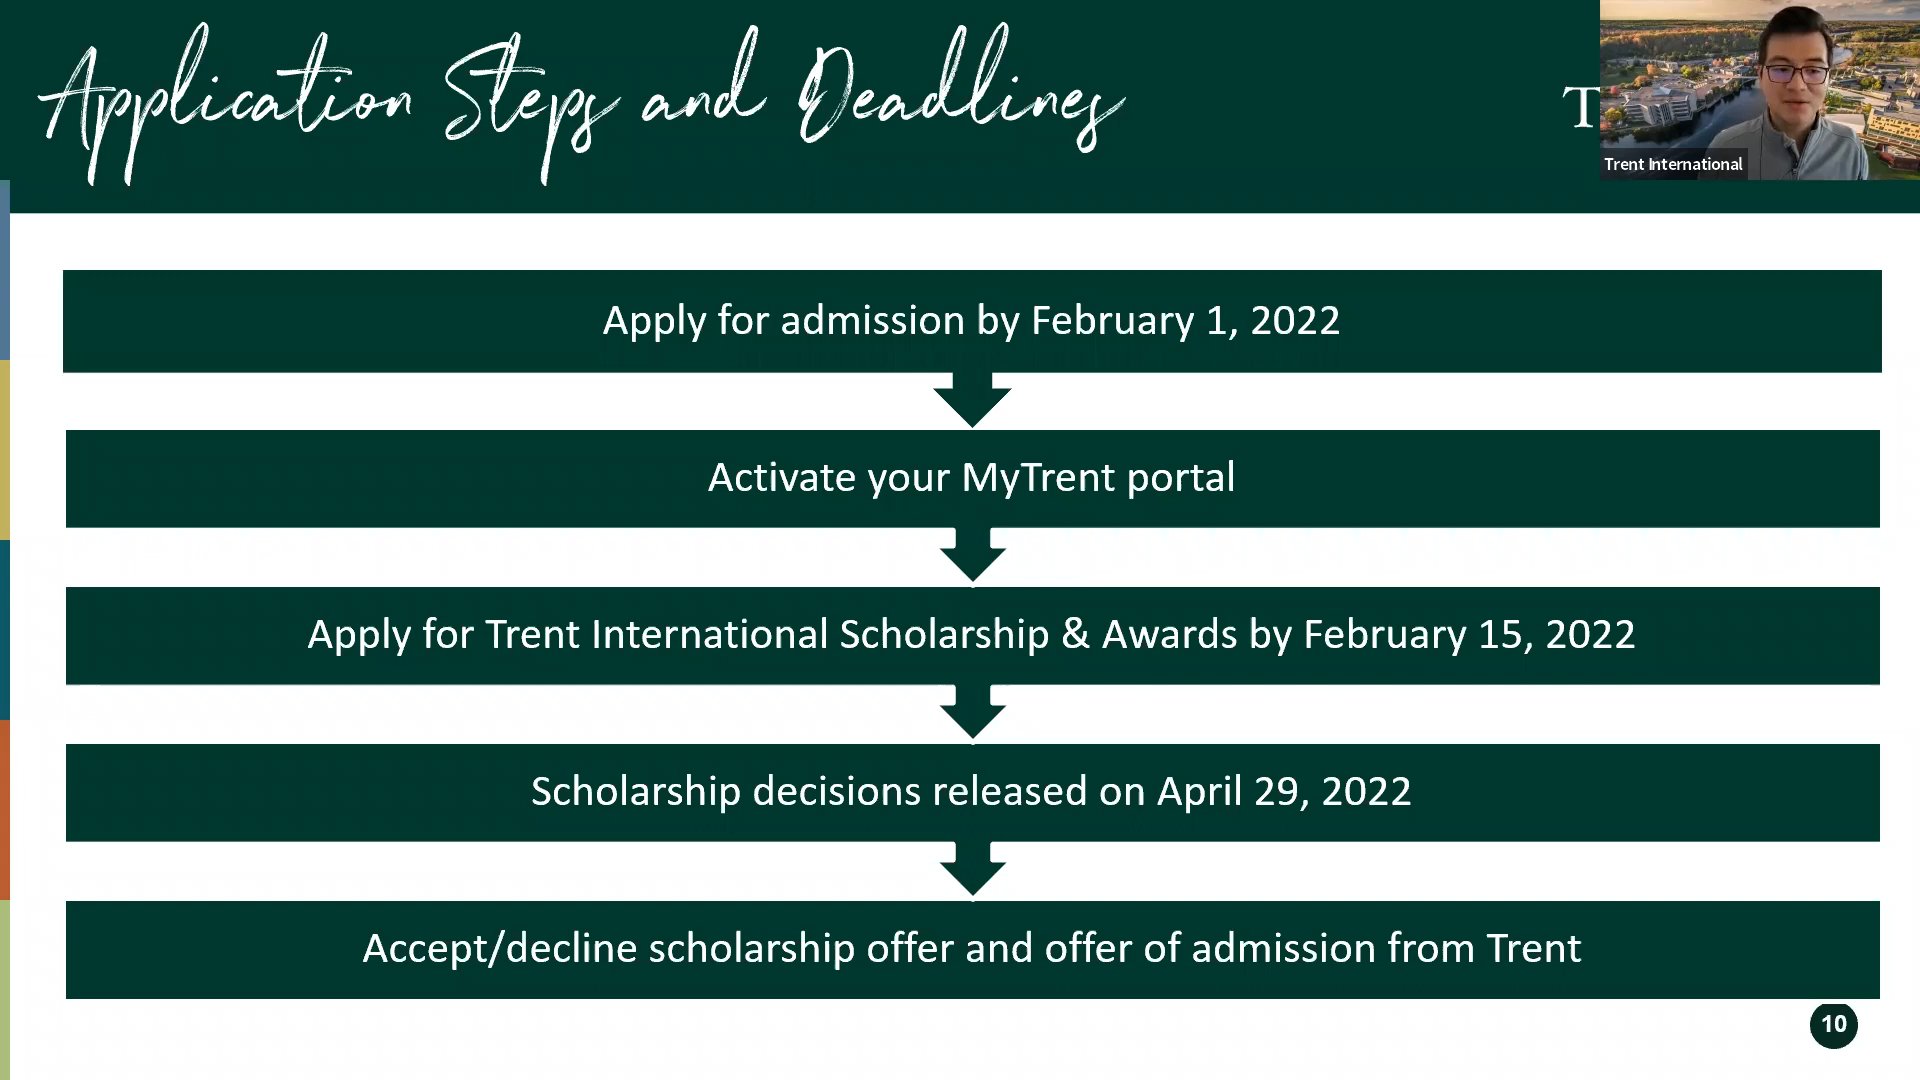 Application Steps and Deadlines
T
Trent International
Apply for admission by February 1, 2022
Activate your MyTrent portal
Apply for Trent International Scholarship & Awards by February 15, 2022
Scholarship decisions released on April 29, 2022
Accept/decline scholarship offer and offer of admission from Trent
10